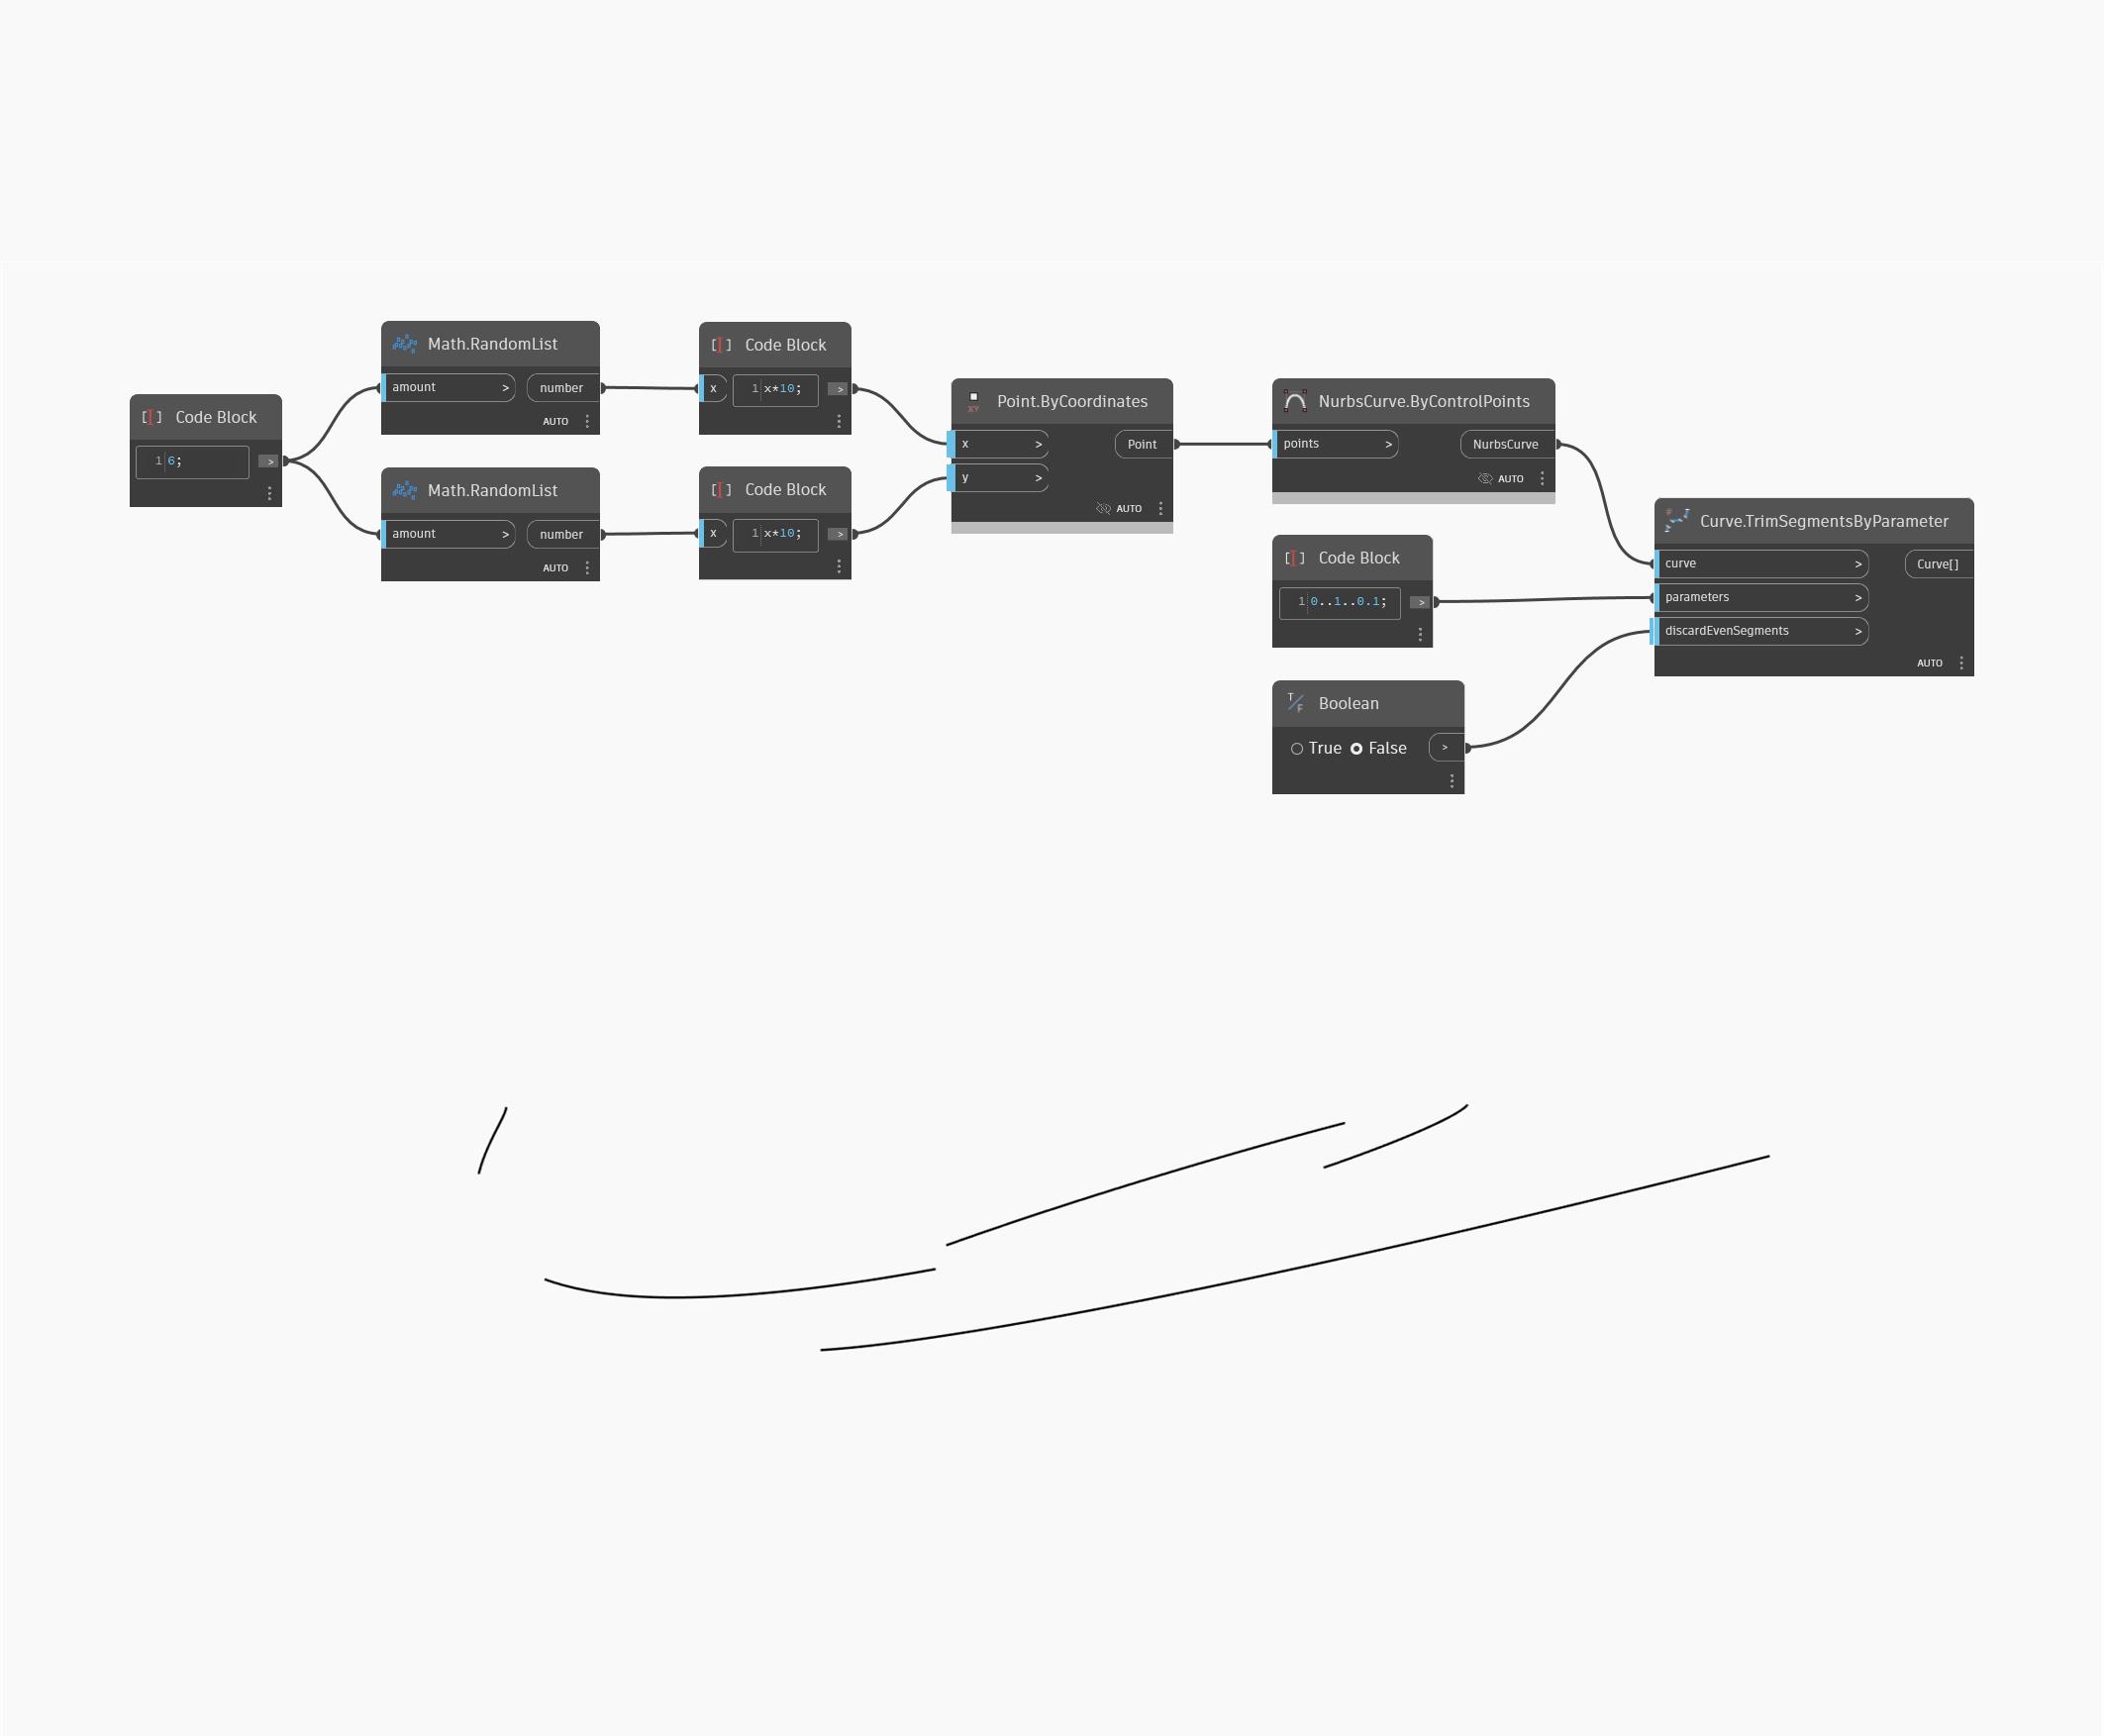 Code Block
1 6;
>
Math.RandomList
amount > number
AUTO
Math.RandomList
amount > number
AUTO
Code Block
x 1 x*10; >
Code Block
x 1 x*10; >
XY Point.ByCoordinates
x > Point
y >
AUTO
NurbsCurve.ByControlPoints
points > NurbsCurve
AUTO
Code Block
1 0..1..0.1; >
T/F Boolean
True False >
Curve.TrimSegmentsByParameter
curve > Curve[]
parameters >
discardEvenSegments >
AUTO